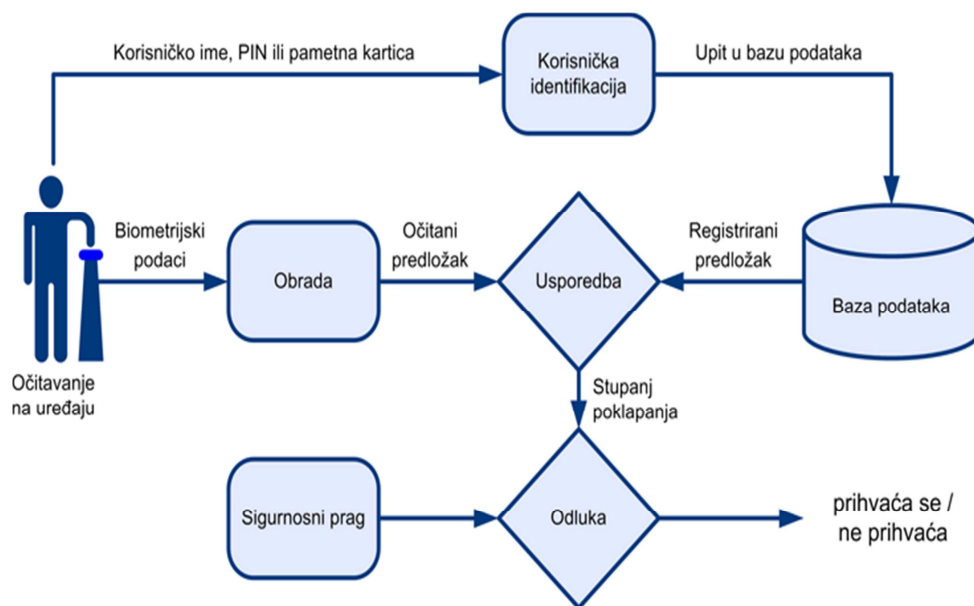 Korisničko ime, PIN ili pametna kartica
Korisnička
identifikacija
Upit u bazu podataka
Biometrijski
podaci
Obrada
Očitani
predložak
Usporedba
Registrirani
predložak
Baza podataka
Očitavanje
na uređaju
Stupanj
poklapanja
Sigurnosni prag
Odluka
prihvaća se /
ne prihvaća